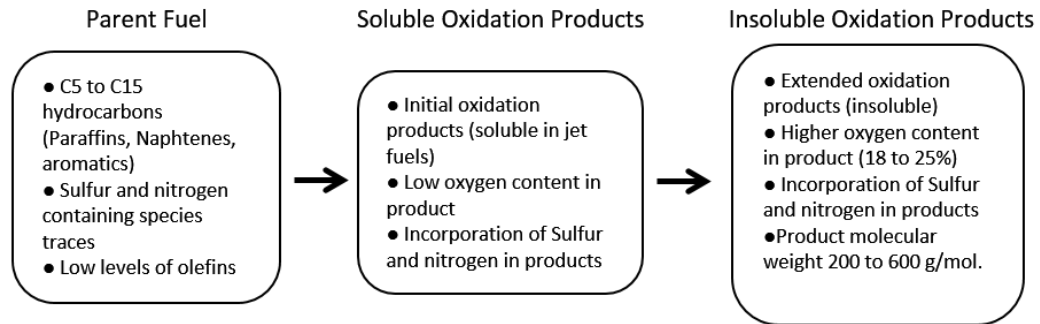 Parent Fuel
● C5 to C15
hydrocarbons
(Paraffins, Naphtenes,
aromatics)
● Sulfur and nitrogen
containing species
traces
● Low levels of olefins
Soluble Oxidation Products
● Initial oxidation
products (soluble in jet
fuels)
● Low oxygen content in
product
● Incorporation of Sulfur
and nitrogen in products
Insoluble Oxidation Products
● Extended oxidation
products (insoluble)
● Higher oxygen content
in product (18 to 25%)
● Incorporation of Sulfur
and nitrogen in products
●Product molecular
weight 200 to 600 g/mol.